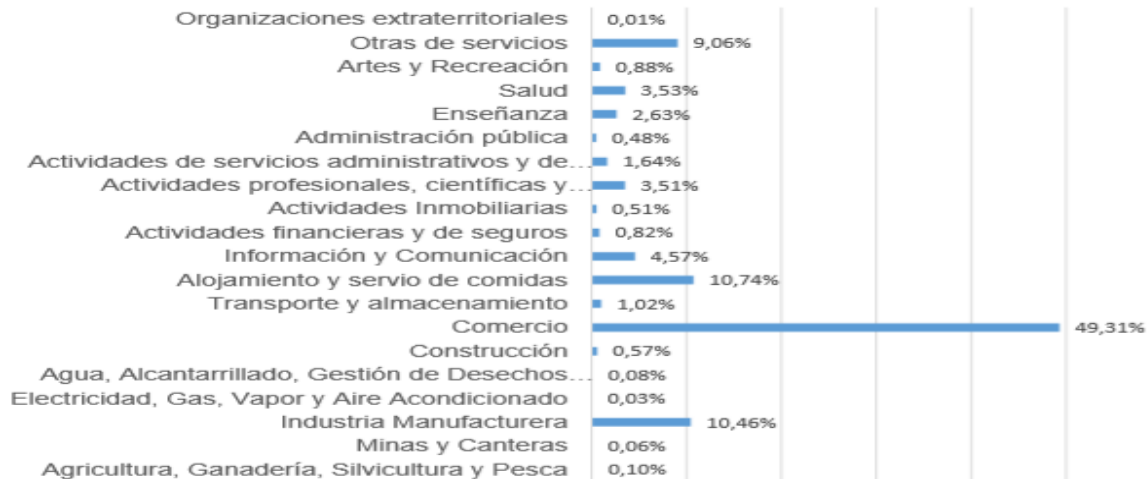 Organizaciones extraterritoriales 0,01%
Otras de servicios 9,06%
Artes y Recreación 0,88%
Salud 3,53%
Enseñanza 2,63%
Administración pública 0,48%
Actividades de servicios administrativos y de... 1,64%
Actividades profesionales, científicas y... 3,51%
Actividades Inmobiliarias 0,51%
Actividades financieras y de seguros 0,82%
Información y Comunicación 4,57%
Alojamiento y servio de comidas 10,74%
Transporte y almacenamiento 1,02%
Comercio 49,31%
Construcción 0,57%
Agua, Alcantarrillado, Gestión de Desechos... 0,08%
Electricidad, Gas, Vapor y Aire Acondicionado 0,03%
Industria Manufacturera 10,46%
Minas y Canteras 0,06%
Agricultura, Ganadería, Silvicultura y Pesca 0,10%